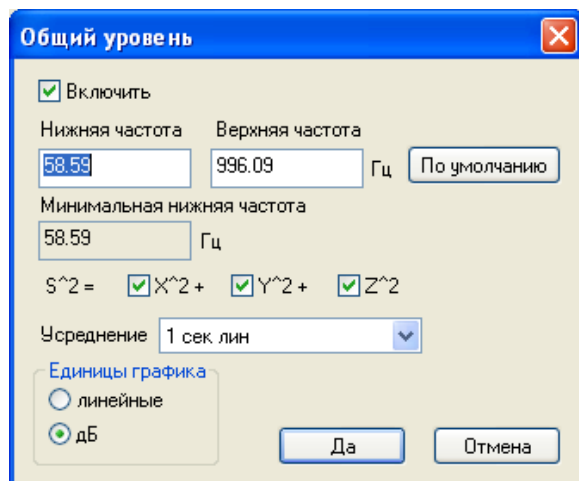 Общий уровень
Включить
Нижняя частота Верхняя частота
58.59 996.09 Гц По умолчанию
Минимальная нижняя частота
58.59 Гц
S^2 = X^2 + Y^2 + Z^2
Усреднение 1 сек лин
Единицы графика
линейные
дБ
Да Отмена